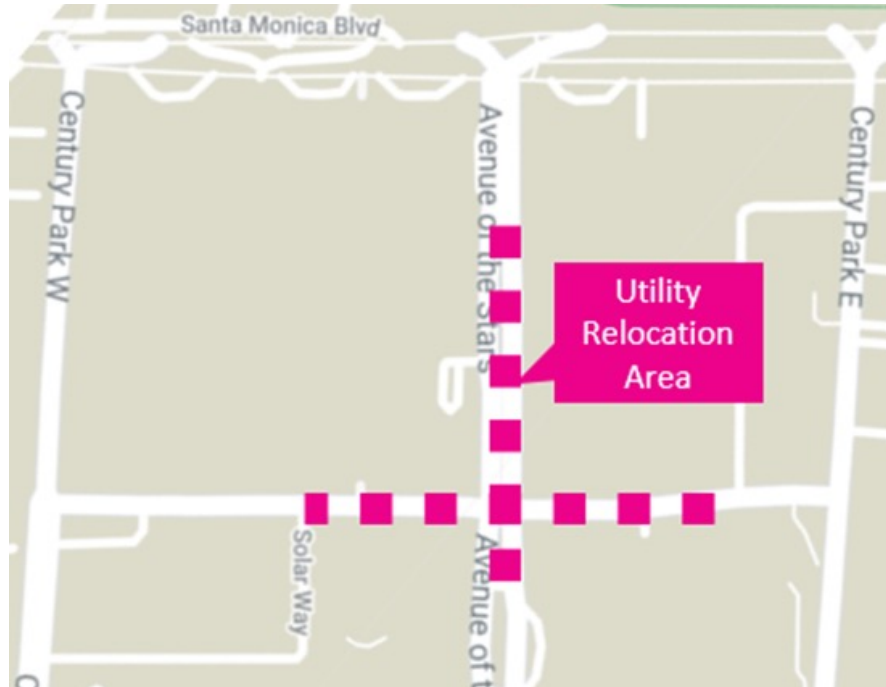 Santa Monica Blvd
Century Park W
Avenue of the Stars
Century Park E
Utility
Relocation
Area
Solar Way
Avenue of t
C